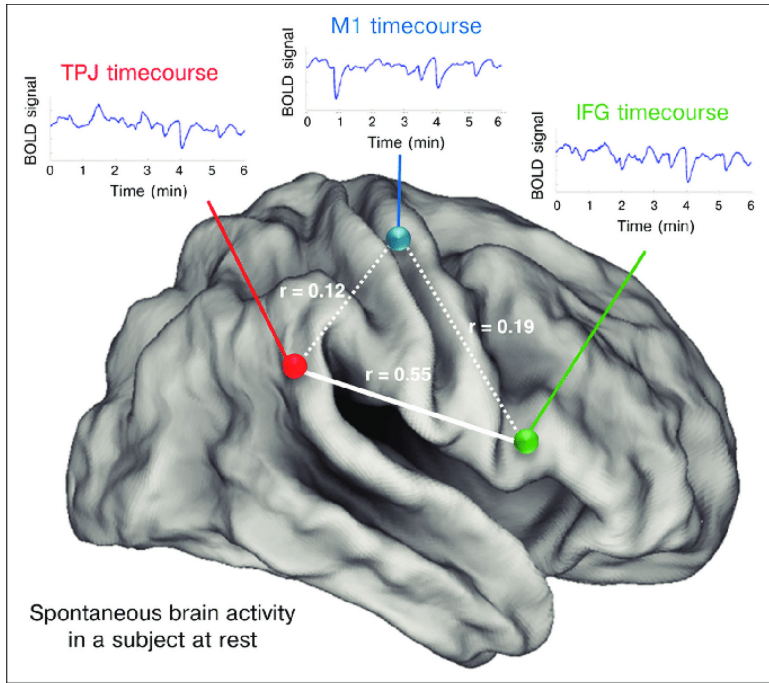 M1 timecourse
BOLD signal
0 1 2 3 4 5 6
Time (min)
TPJ timecourse
BOLD signal
0 1 2 3 4 5 6
Time (min)
IFG timecourse
BOLD signal
0 1 2 3 4 5 6
Time (min)
r = 0.12
r = 0.19
r = 0.55
Spontaneous brain activity
in a subject at rest